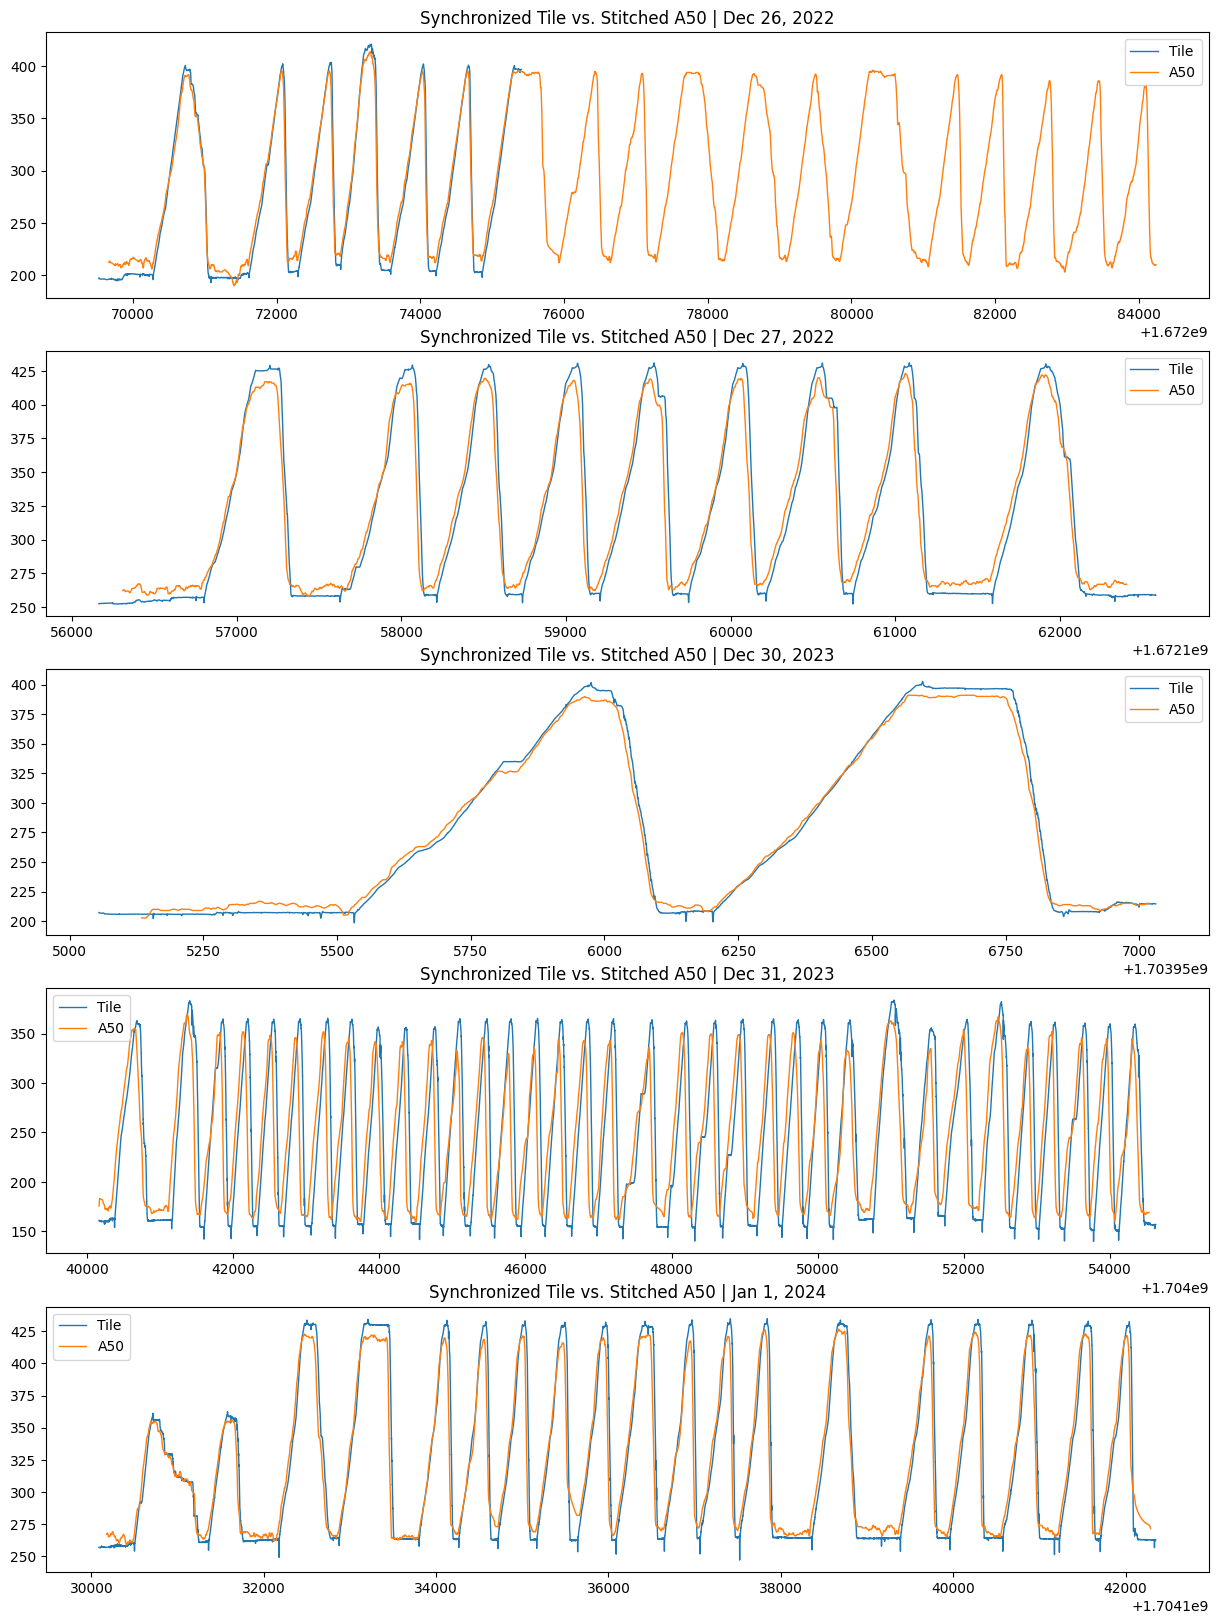 Synchronized Tile vs. Stitched A50 | Dec 26, 2022
Tile
A50
400
350
300
250
200
70000 72000 74000 76000 78000 80000 82000 84000
+1.672e9
Synchronized Tile vs. Stitched A50 | Dec 27, 2022
Tile
A50
425
400
375
350
325
300
275
250
56000 57000 58000 59000 60000 61000 62000
+1.6721e9
Synchronized Tile vs. Stitched A50 | Dec 30, 2023
Tile
A50
400
375
350
325
300
275
250
225
200
5000 5250 5500 5750 6000 6250 6500 6750 7000
+1.70395e9
Synchronized Tile vs. Stitched A50 | Dec 31, 2023
Tile
A50
350
300
250
200
150
40000 42000 44000 46000 48000 50000 52000 54000
+1.704e9
Synchronized Tile vs. Stitched A50 | Jan 1, 2024
Tile
A50
425
400
375
350
325
300
275
250
30000 32000 34000 36000 38000 40000 42000
+1.7041e9